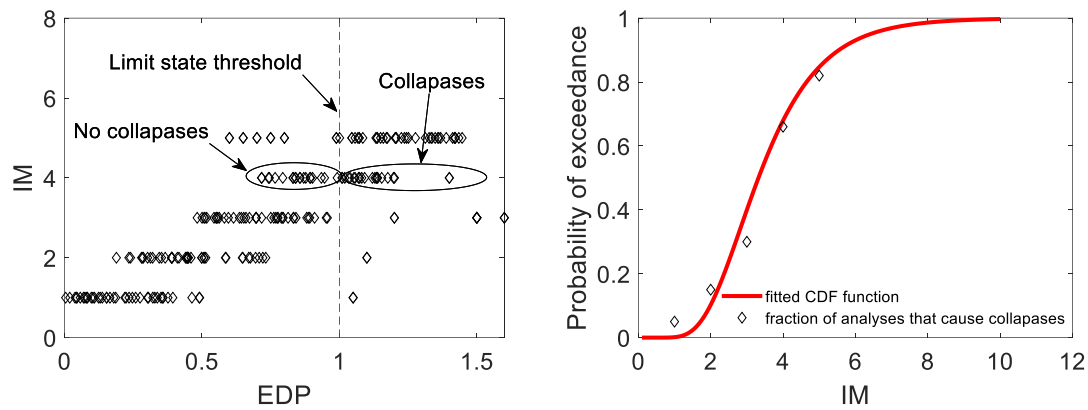 8
6
4
2
0
IM
Limit state threshold
Collapases
No collapases
0
0.5
1
1.5
EDP
1
0.8
0.6
0.4
0.2
0
Probability of exceedance
fitted CDF function
fraction of analyses that cause collapases
0
2
4
6
8
10
12
IM